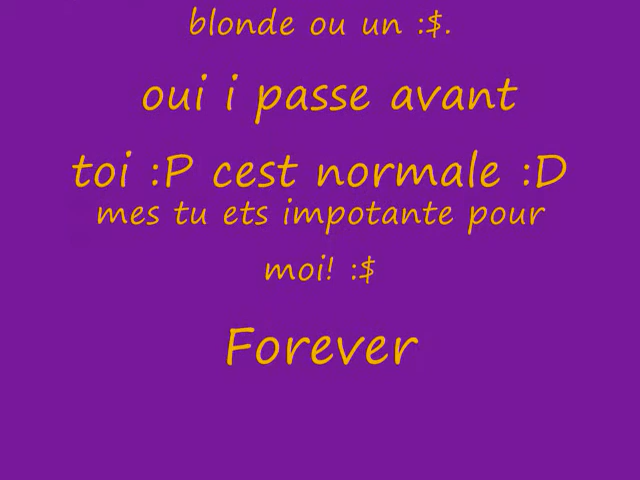 blonde ou un :$.
oui i passe avant
toi :P cest normale :D
mes tu ets impotante pour
moi! :$
Forever